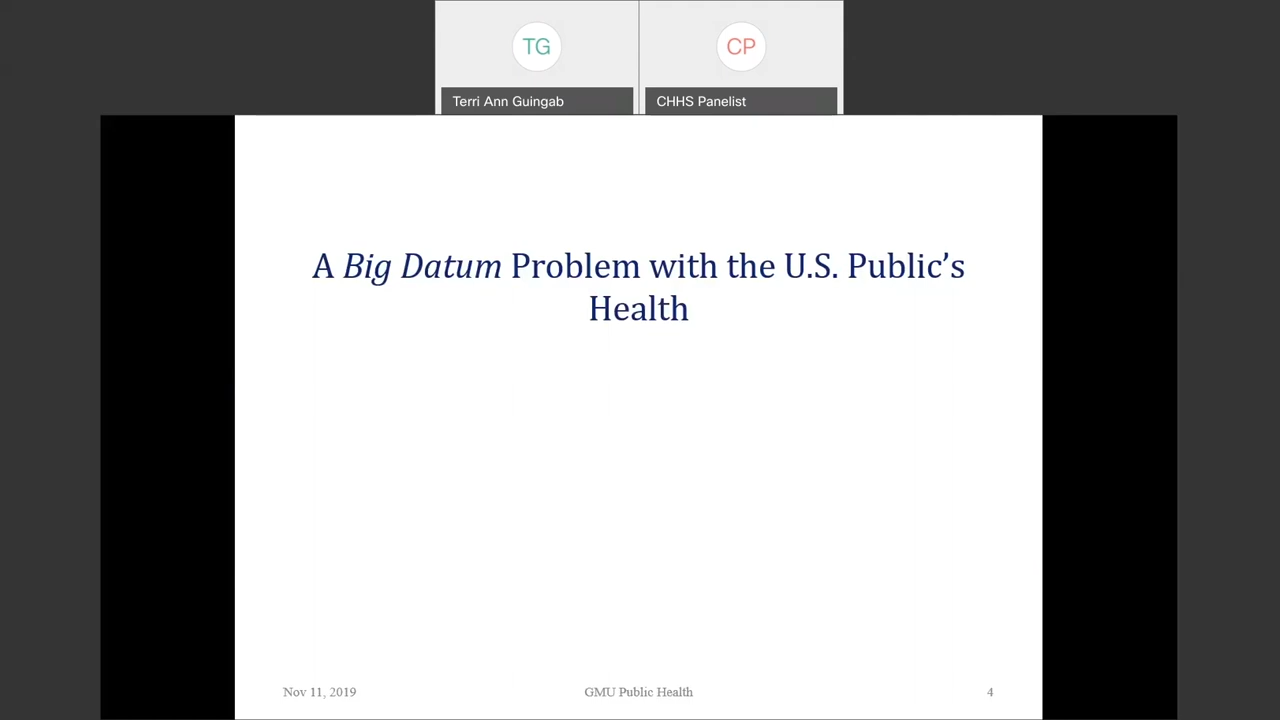 TG
CP
Terri Ann Guingab
CHHS Panelist
A Big Datum Problem with the U.S. Public’s
Health
Nov 11, 2019
GMU Public Health
4